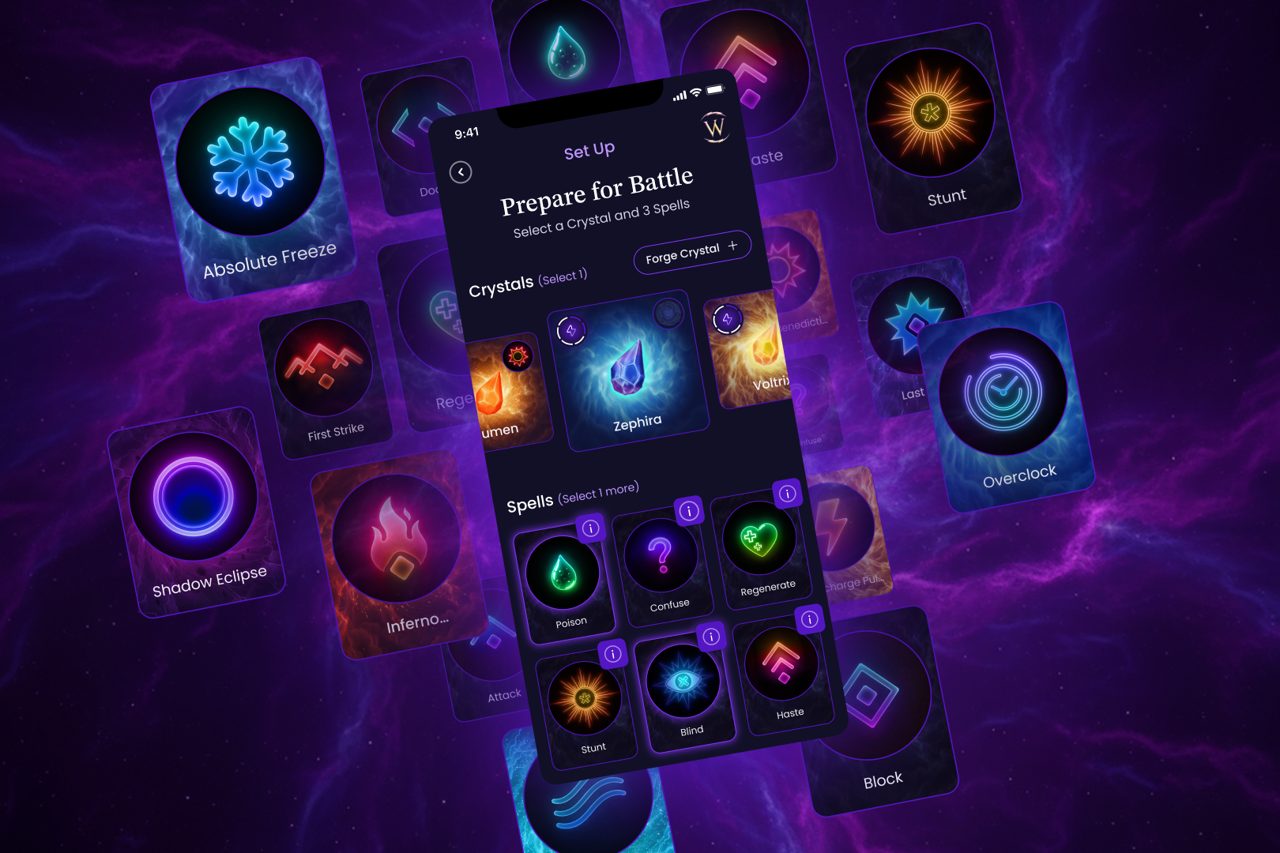 9:41
W
Set Up
Prepare for Battle
Select a Crystal and 3 Spells
Forge Crystal +
Crystals (Select 1)
Zephira
Spells (Select 1 more)
Poison
Confuse
Regenerate
Stunt
Blind
Haste
Absolute Freeze
Stunt
First Strike
Last
Overclock
Shadow Eclipse
Inferno...
Attack
Block